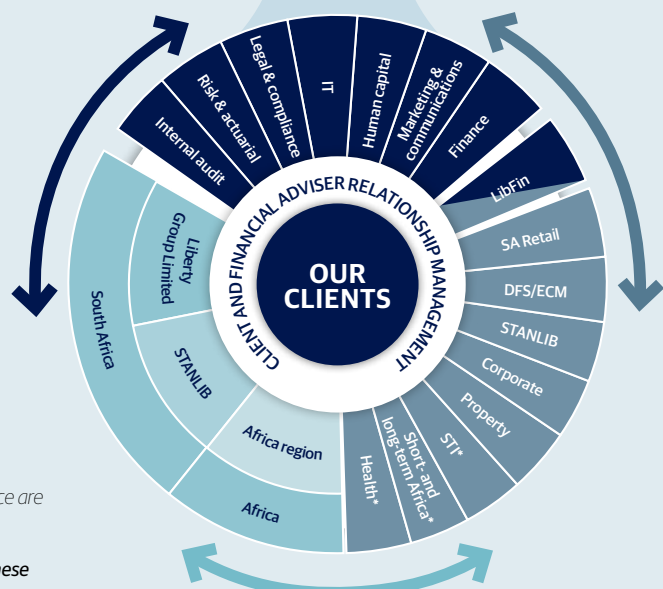 Internal audit
Risk & actuarial
Legal & compliance
IT
Human capital
Marketing &
communications
Finance
LibFin
SA Retail
DFS/ECM
STANLIB
Corporate
Property
STI*
Short- and
long-term Africa*
Health*
Africa
Africa region
South Africa
STANLIB
Liberty
Group Limited
CLIENT AND FINANCIAL ADVISER RELATIONSHIP MANAGEMENT
OUR
CLIENTS
are